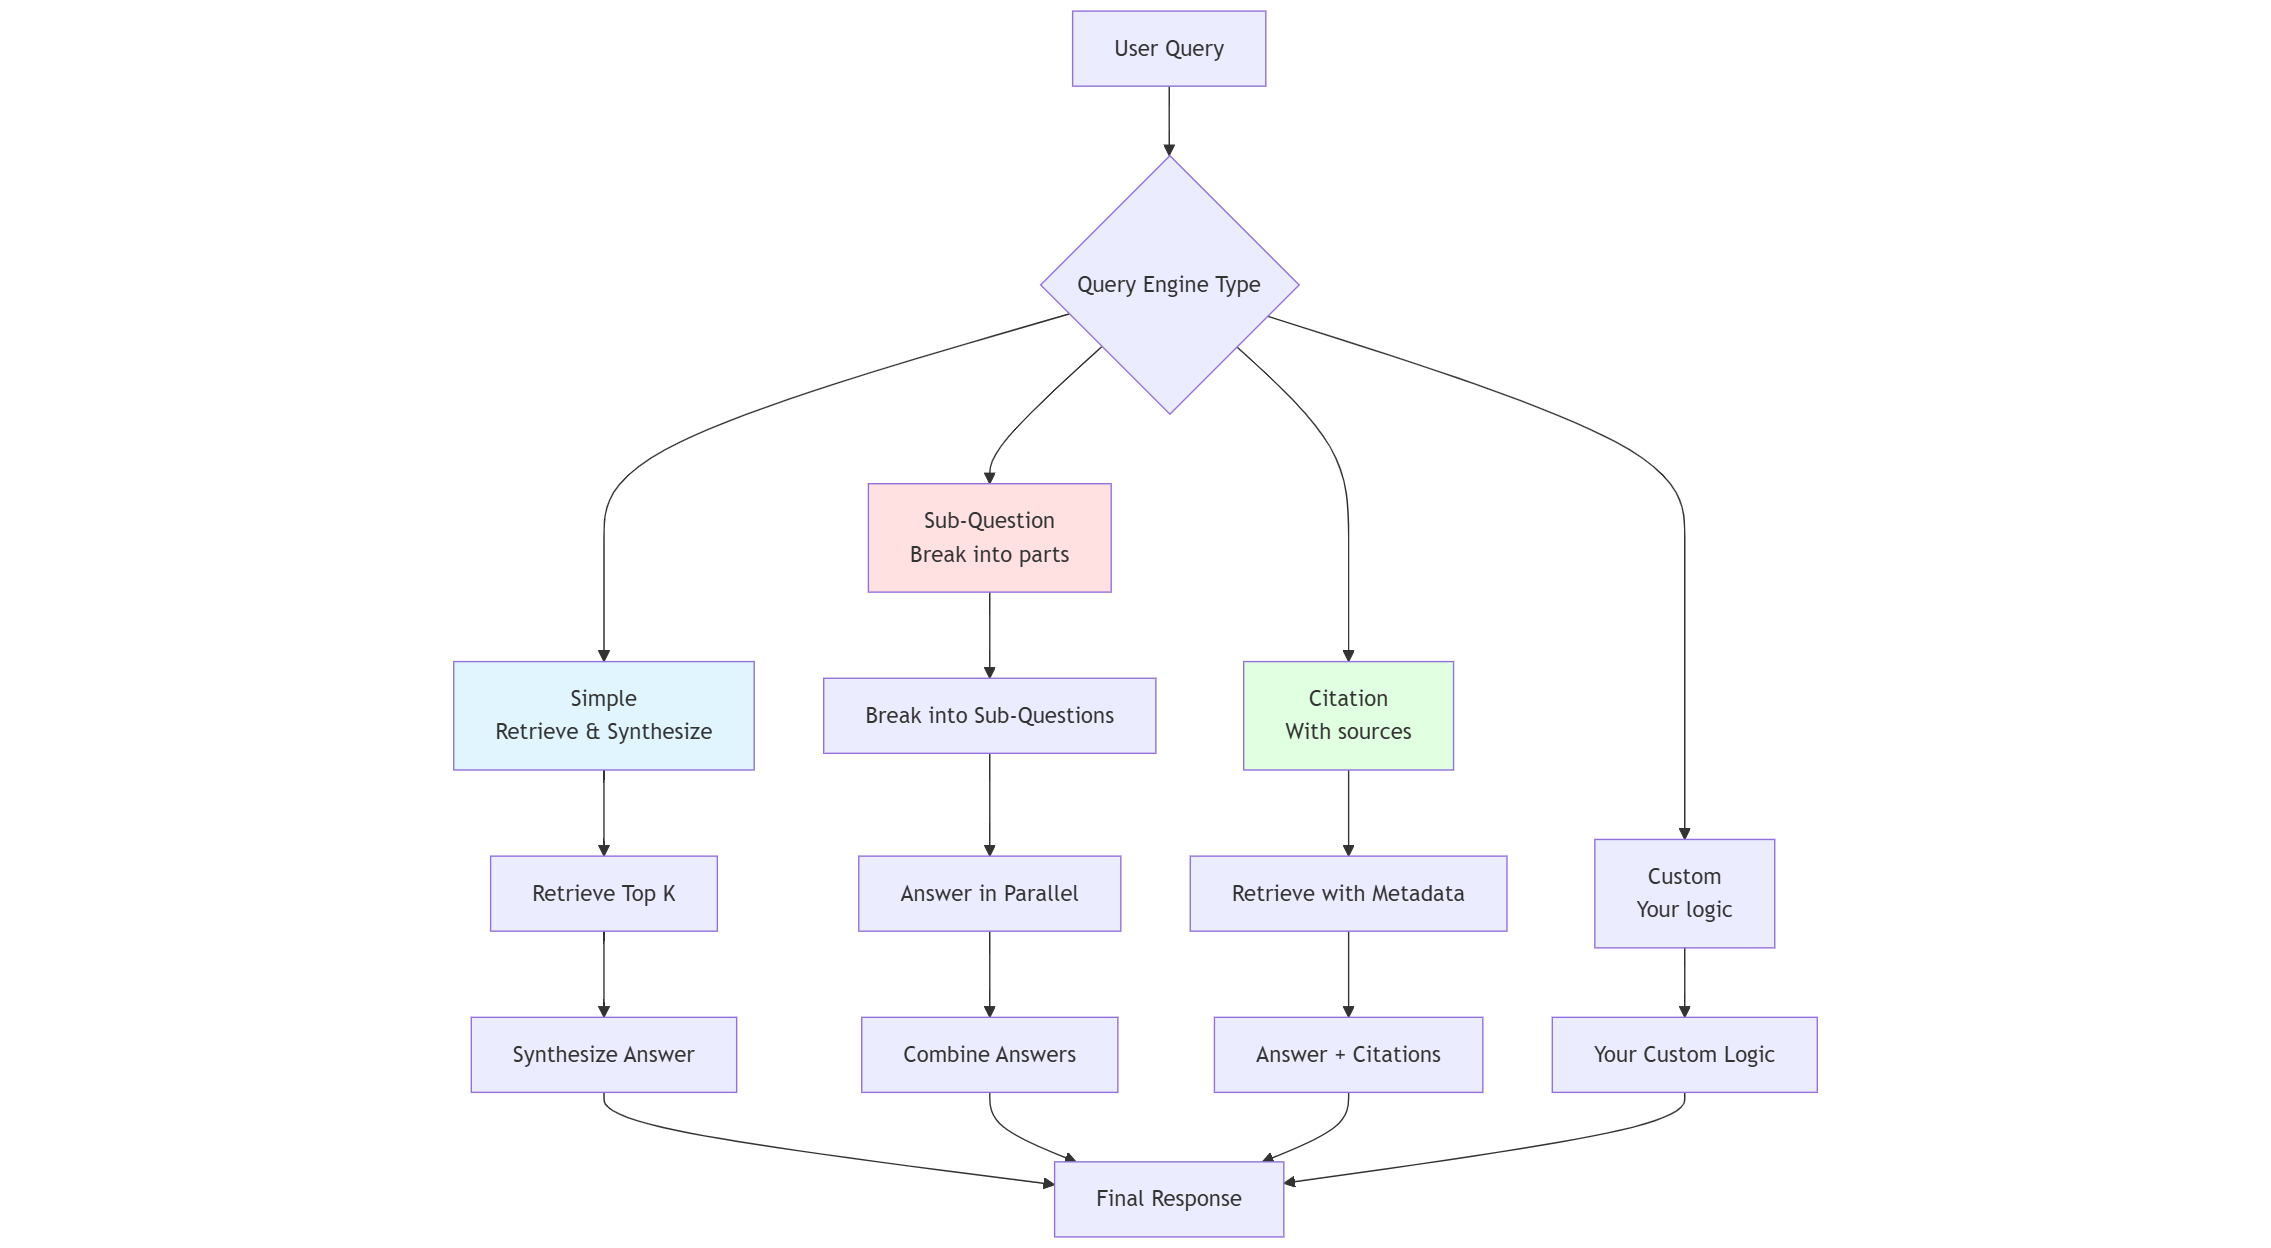 User Query
Query Engine Type
Sub-Question
Break into parts
Simple
Retrieve & Synthesize
Break into Sub-Questions
Citation
With sources
Retrieve Top K
Answer in Parallel
Retrieve with Metadata
Custom
Your logic
Synthesize Answer
Combine Answers
Answer + Citations
Your Custom Logic
Final Response